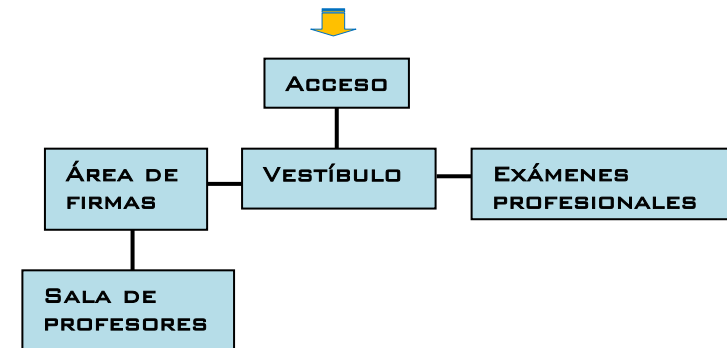 Acceso
Área de
firmas
Vestíbulo
Exámenes
profesionales
Sala de
profesores